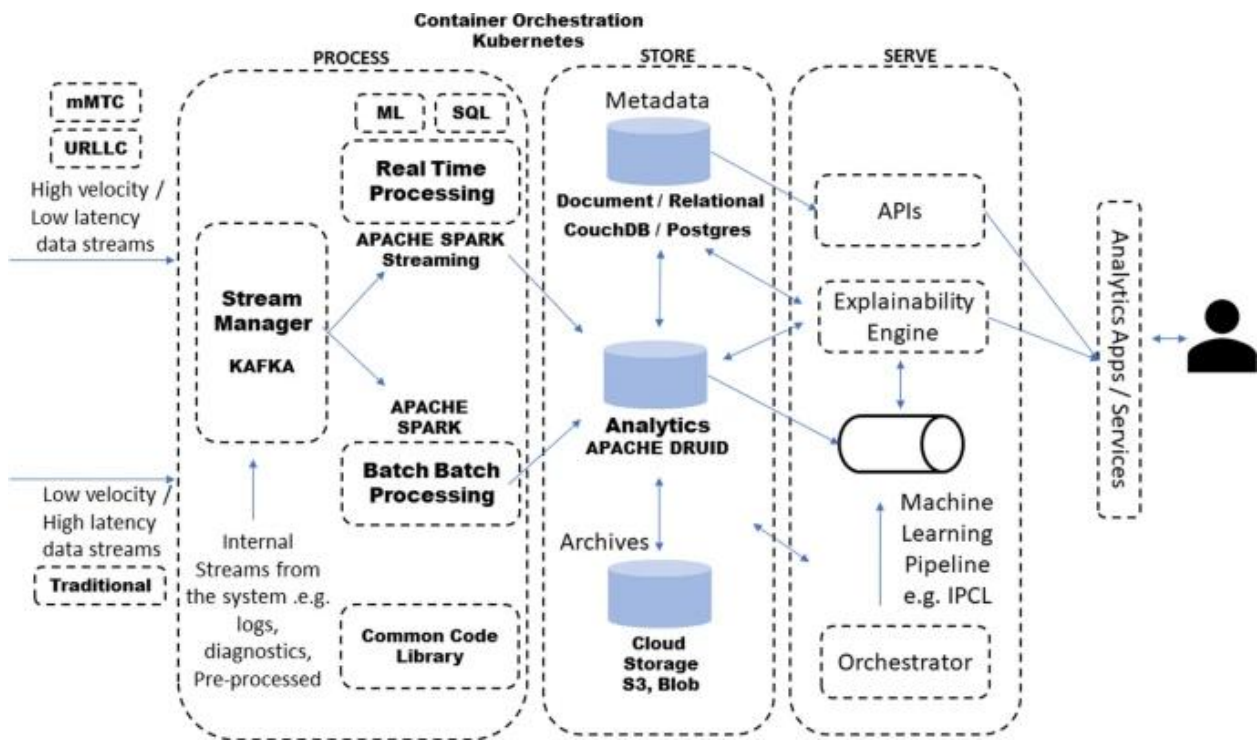 Container Orchestration
Kubernetes
PROCESS
STORE
SERVE
mMTC
URLLC
High velocity /
Low latency
data streams
Low velocity /
High latency
data streams
Traditional
ML
SQL
Real Time
Processing
APACHE SPARK
Streaming
Stream
Manager
KAFKA
APACHE
SPARK
Batch Batch
Processing
Internal
Streams from
the system .e.g.
logs,
diagnostics,
Pre-processed
Common Code
Library
Metadata
Document / Relational
CouchDB / Postgres
Analytics
APACHE DRUID
Archives
Cloud
Storage
S3, Blob
APIs
Explainability
Engine
Machine
Learning
Pipeline
e.g. IPCL
Orchestrator
Analytics Apps / Services